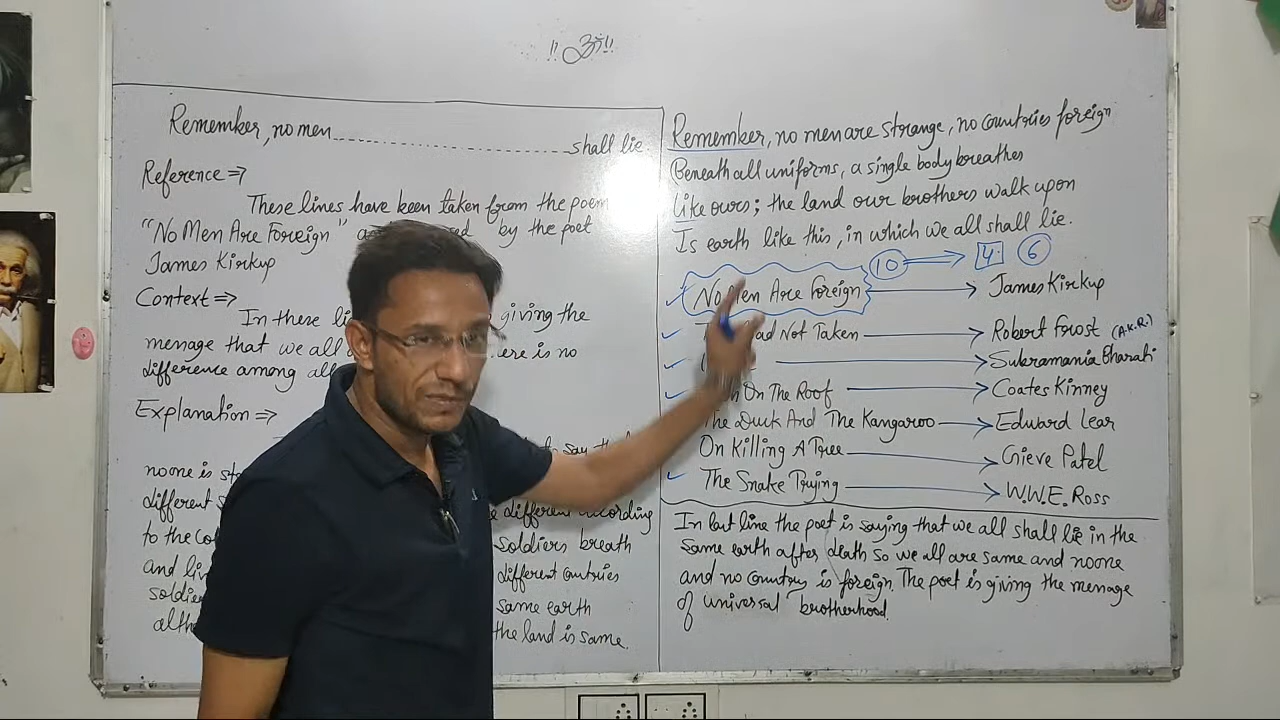 !! ॐ !!
Remember, no men............................shall lie
Reference ⇒
These lines have been taken from the poem
"No Men Are Foreign" by the poet
James Kirkup
Context ⇒
In these giving the
message that we all there is no
difference among all
Explanation ⇒
to say that
noone is
different different according
to the soldiers breath
and different countries
same earth
the land is same.
Remember, no men are strange, no countries foreign
Beneath all uniforms, a single body breathes
Like ours; the land our brothers walk upon
Is earth like this, in which we all shall lie.
10 ⇒ 4 6
✓ No Men Are Foreign → James Kirkup
✓ Not Taken → Robert Frost (A.K.R.)
✓ → Subramania Bharati
✓ On The Roof → Coates Kinney
The Duck And The Kangaroo → Edward Lear
On Killing A Tree → Gieve Patel
✓ The Snake Trying → W.W.E. Ross
In last line the poet is saying that we all shall lie in the
same earth after death so we all are same and noone
and no country is foreign. The poet is giving the message
of universal brotherhood.